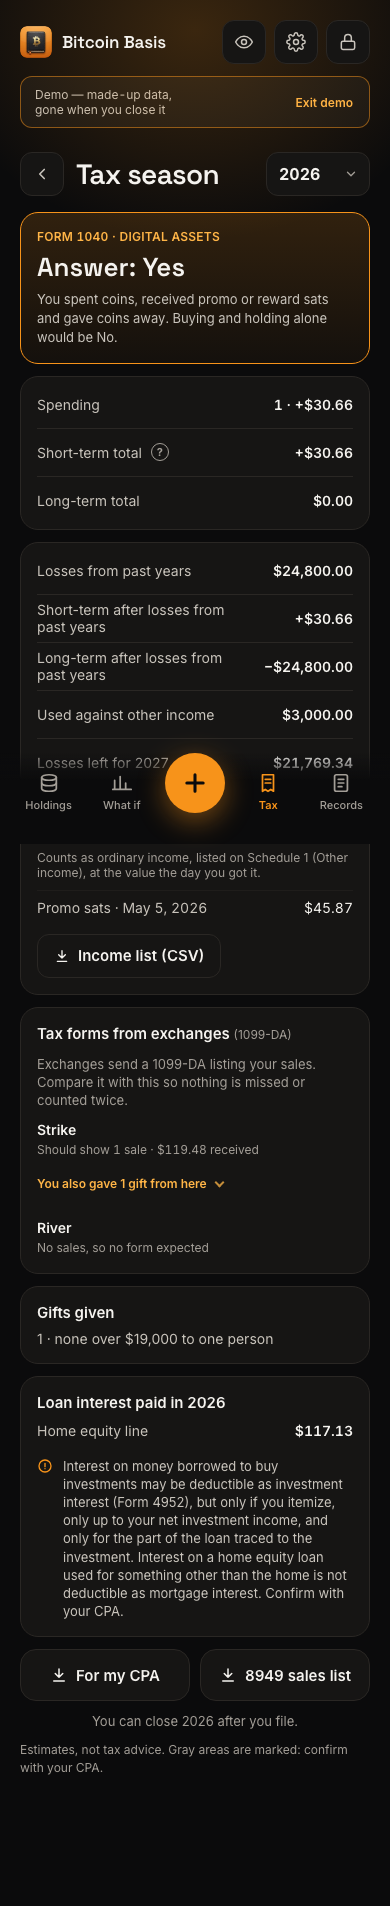 Bitcoin Basis
Demo — made-up data,
gone when you close it
Exit demo
Tax season
2026
FORM 1040 · DIGITAL ASSETS
Answer: Yes
You spent coins, received promo or reward sats
and gave coins away. Buying and holding alone
would be No.
Spending 1 · +$30.66
Short-term total ? +$30.66
Long-term total $0.00
Losses from past years $24,800.00
Short-term after losses from
past years +$30.66
Long-term after losses from
past years −$24,800.00
Used against other income $3,000.00
Losses left for 2027 $21,769.34
Holdings What if Tax Records
Counts as ordinary income, listed on Schedule 1 (Other
income), at the value the day you got it.
Promo sats · May 5, 2026 $45.87
Income list (CSV)
Tax forms from exchanges (1099-DA)
Exchanges send a 1099-DA listing your sales.
Compare it with this so nothing is missed or
counted twice.
Strike
Should show 1 sale · $119.48 received
You also gave 1 gift from here
River
No sales, so no form expected
Gifts given
1 · none over $19,000 to one person
Loan interest paid in 2026
Home equity line $117.13
Interest on money borrowed to buy
investments may be deductible as investment
interest (Form 4952), but only if you itemize,
only up to your net investment income, and
only for the part of the loan traced to the
investment. Interest on a home equity loan
used for something other than the home is not
deductible as mortgage interest. Confirm with
your CPA.
For my CPA 8949 sales list
You can close 2026 after you file.
Estimates, not tax advice. Gray areas are marked: confirm
with your CPA.